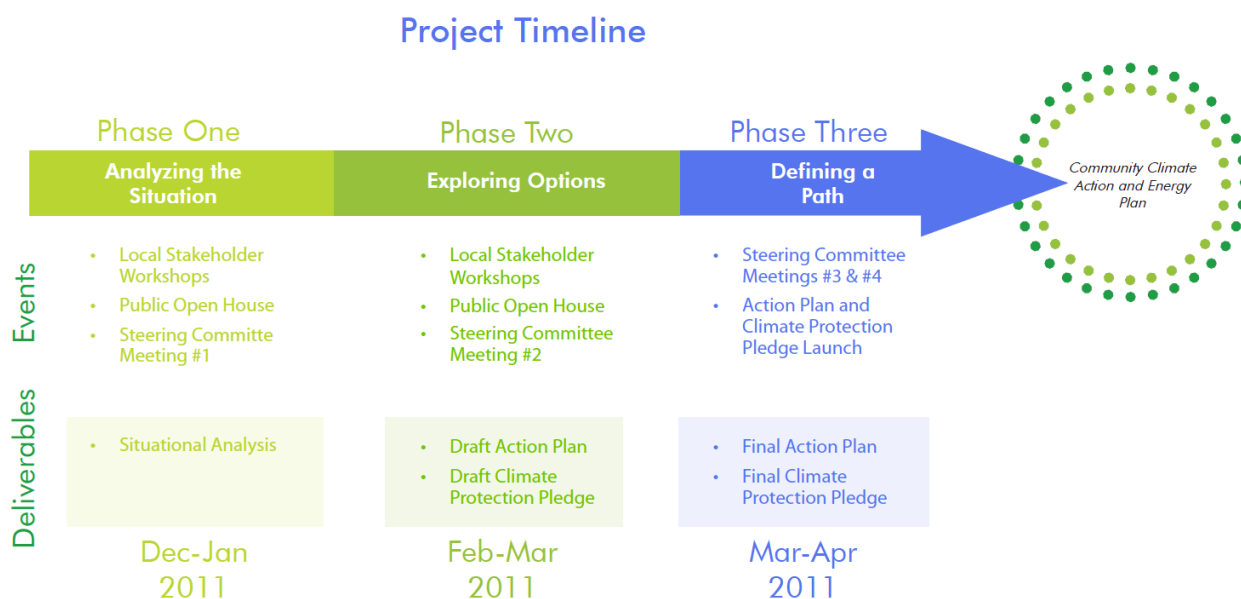 Project Timeline
Phase One
Analyzing the
Situation
Phase Two
Exploring Options
Phase Three
Defining a
Path
Community Climate
Action and Energy
Plan
Events
• Local Stakeholder
Workshops
• Public Open House
• Steering Committe
Meeting #1
• Local Stakeholder
Workshops
• Public Open House
• Steering Committee
Meeting #2
• Steering Committee
Meetings #3 & #4
• Action Plan and
Climate Protection
Pledge Launch
Deliverables
• Situational Analysis
• Draft Action Plan
• Draft Climate
Protection Pledge
• Final Action Plan
• Final Climate
Protection Pledge
Dec-Jan
2011
Feb-Mar
2011
Mar-Apr
2011